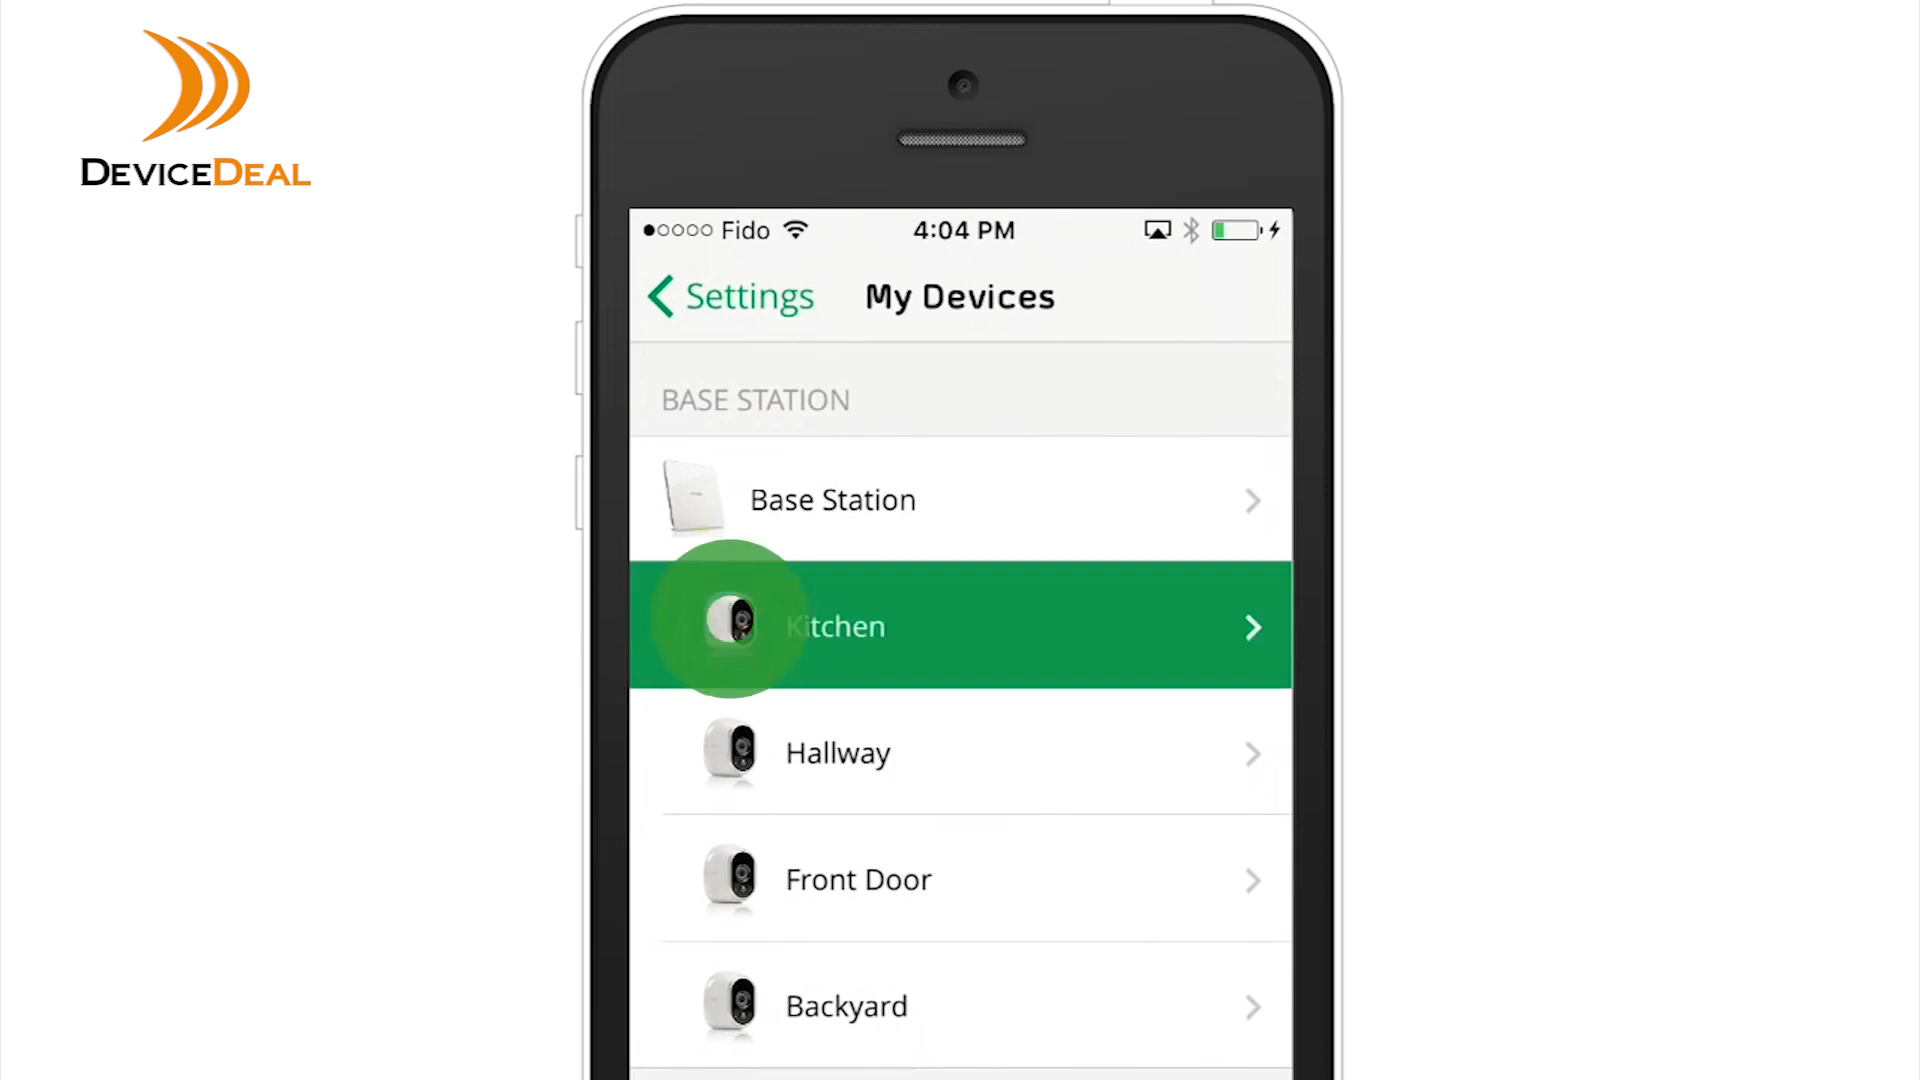 DEVICEDEAL
Fido 4:04 PM
Settings My Devices
BASE STATION
Base Station
Kitchen
Hallway
Front Door
Backyard